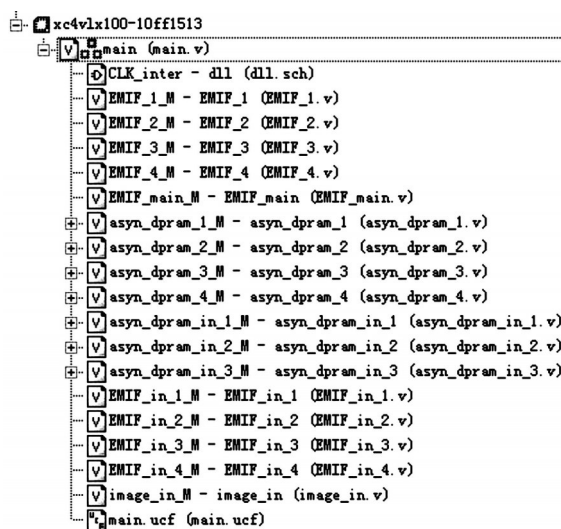 xc4vlx100-10ff1513
main (main.v)
CLK_inter - dll (dll.sch)
EMIF_1_M - EMIF_1 (EMIF_1.v)
EMIF_2_M - EMIF_2 (EMIF_2.v)
EMIF_3_M - EMIF_3 (EMIF_3.v)
EMIF_4_M - EMIF_4 (EMIF_4.v)
EMIF_main_M - EMIF_main (EMIF_main.v)
asyn_dpram_1_M - asyn_dpram_1 (asyn_dpram_1.v)
asyn_dpram_2_M - asyn_dpram_2 (asyn_dpram_2.v)
asyn_dpram_3_M - asyn_dpram_3 (asyn_dpram_3.v)
asyn_dpram_4_M - asyn_dpram_4 (asyn_dpram_4.v)
asyn_dpram_in_1_M - asyn_dpram_in_1 (asyn_dpram_in_1.v)
asyn_dpram_in_2_M - asyn_dpram_in_2 (asyn_dpram_in_2.v)
asyn_dpram_in_3_M - asyn_dpram_in_3 (asyn_dpram_in_3.v)
EMIF_in_1_M - EMIF_in_1 (EMIF_in_1.v)
EMIF_in_2_M - EMIF_in_2 (EMIF_in_2.v)
EMIF_in_3_M - EMIF_in_3 (EMIF_in_3.v)
EMIF_in_4_M - EMIF_in_4 (EMIF_in_4.v)
image_in_M - image_in (image_in.v)
main.ucf (main.ucf)